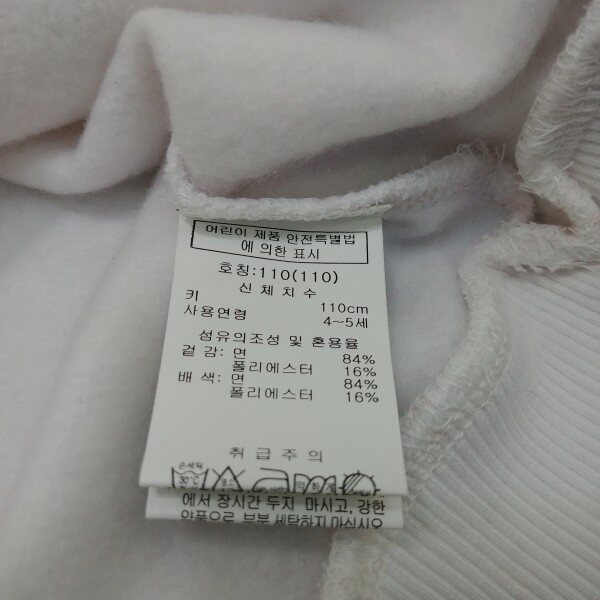 어린이 제품 안전특별법
에 의한 표시
호칭:110(110)
신 체 치 수
키 110cm
사용연령 4~5세
섬유의조성 및 혼용율
겉 감: 면 84%
폴리에스터 16%
배 색: 면 84%
폴리에스터 16%
취 급 주 의
손세탁
30°C
에서 장시간 두지 마시고, 강한
약품으로 부분 세탁하지 마십시오